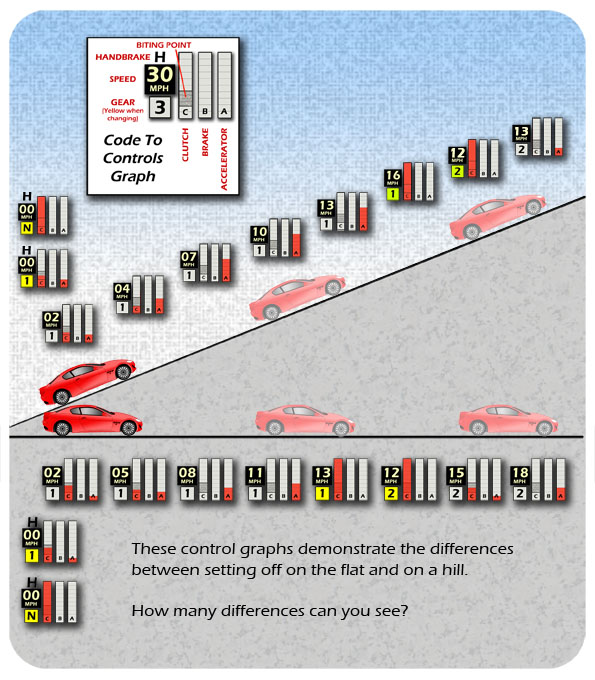 BITING POINT
HANDBRAKE H
SPEED 30 MPH
GEAR 3
(Yellow when changing)
C B A
CLUTCH
BRAKE
ACCELERATOR
Code To
Controls
Graph
13 MPH 2 C B A
12 MPH 2 C B A
16 MPH 1 C B A
13 MPH 1 C B A
10 MPH 1 C B A
07 MPH 1 C B A
04 MPH 1 C B A
02 MPH 1 C B A
H 00 MPH N C B A
H 00 MPH 1 C B A
02 MPH 1 C B A
05 MPH 1 C B A
08 MPH 1 C B A
11 MPH 1 C B A
13 MPH 1 C B A
12 MPH 2 C B A
15 MPH 2 C B A
18 MPH 2 C B A
H 00 MPH 1 C B A
H 00 MPH N C B A
These control graphs demonstrate the differences
between setting off on the flat and on a hill.
How many differences can you see?